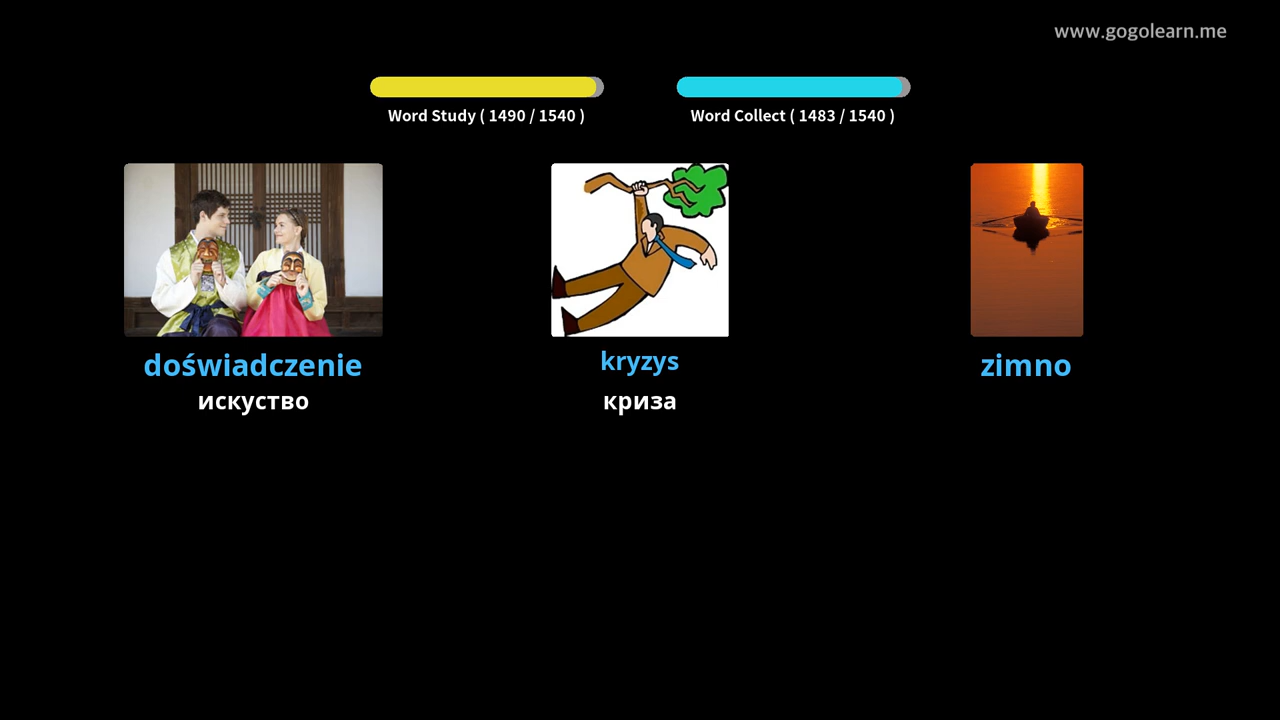 www.gogolearn.me
Word Study ( 1490 / 1540 )
Word Collect ( 1483 / 1540 )
doświadczenie
искуство
kryzys
криза
zimno